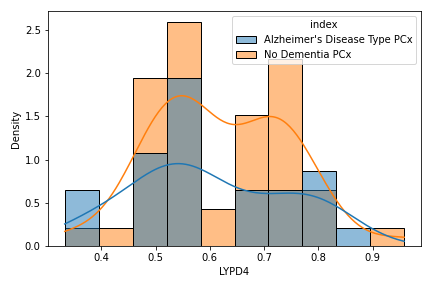 index
Alzheimer's Disease Type PCx
No Dementia PCx
2.5
2.0
1.5
1.0
0.5
0.0
Density
0.4 0.5 0.6 0.7 0.8 0.9
LYPD4